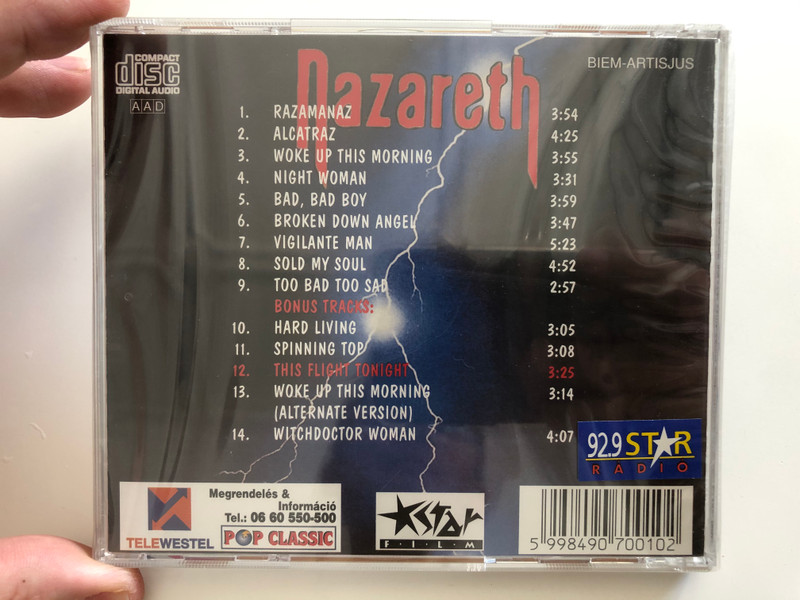 COMPACT
disc
DIGITAL AUDIO
AAD
Nazareth
BIEM-ARTISJUS
1. RAZAMANAZ 3:54
2. ALCATRAZ 4:25
3. WOKE UP THIS MORNING 3:55
4. NIGHT WOMAN 3:31
5. BAD, BAD BOY 3:59
6. BROKEN DOWN ANGEL 3:47
7. VIGILANTE MAN 5:23
8. SOLD MY SOUL 4:52
9. TOO BAD TOO SAD 2:57
BONUS TRACKS:
10. HARD LIVING 3:05
11. SPINNING TOP 3:08
12. THIS FLIGHT TONIGHT 3:25
13. WOKE UP THIS MORNING 3:14
(ALTERNATE VERSION)
14. WITCHDOCTOR WOMAN 4:07
92.9 STAR
RADIO
TELEWESTEL
Megrendelés &
Információ
Tel.: 06 60 550-500
POP CLASSIC
Star
F·I·L·M
5 998490 700102